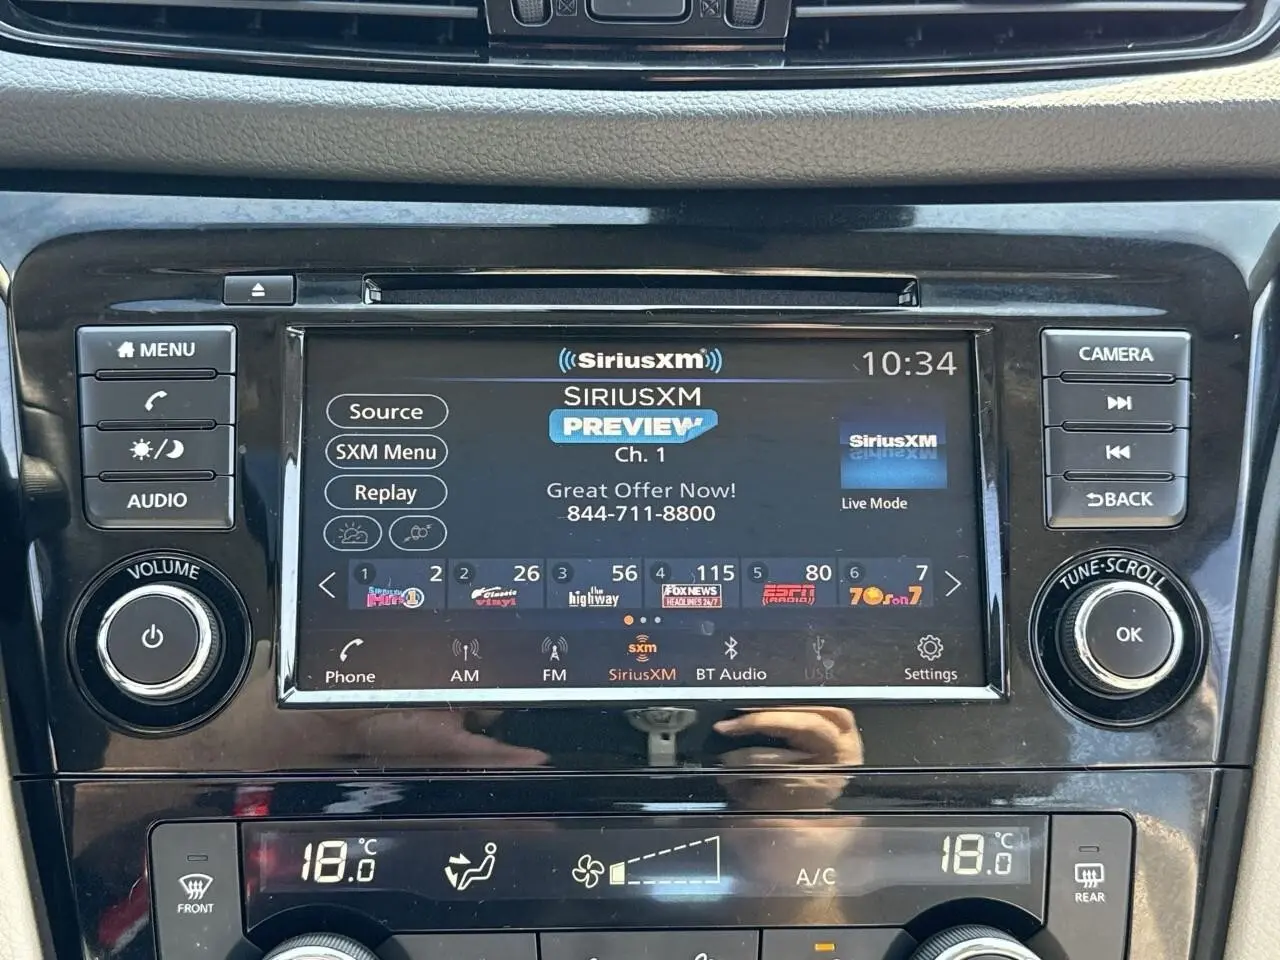 SiriusXM
10:34
MENU
AUDIO
Source
SXM Menu
Replay
SIRIUSXM
PREVIEW
Ch. 1
Great Offer Now!
844-711-8800
SiriusXM
Live Mode
CAMERA
BACK
1 2
2 26
3 56
4 115
5 80
6 7
Hits 1
Classic Vinyl
the highway
FOX NEWS
HEADLINES 24/7
ESPN
RADIO
70s on 7
Phone
AM
FM
sxm
SiriusXM
BT Audio
USB
Settings
VOLUME
TUNE·SCROLL
OK
18.0°C
A/C
18.0°C
FRONT
REAR